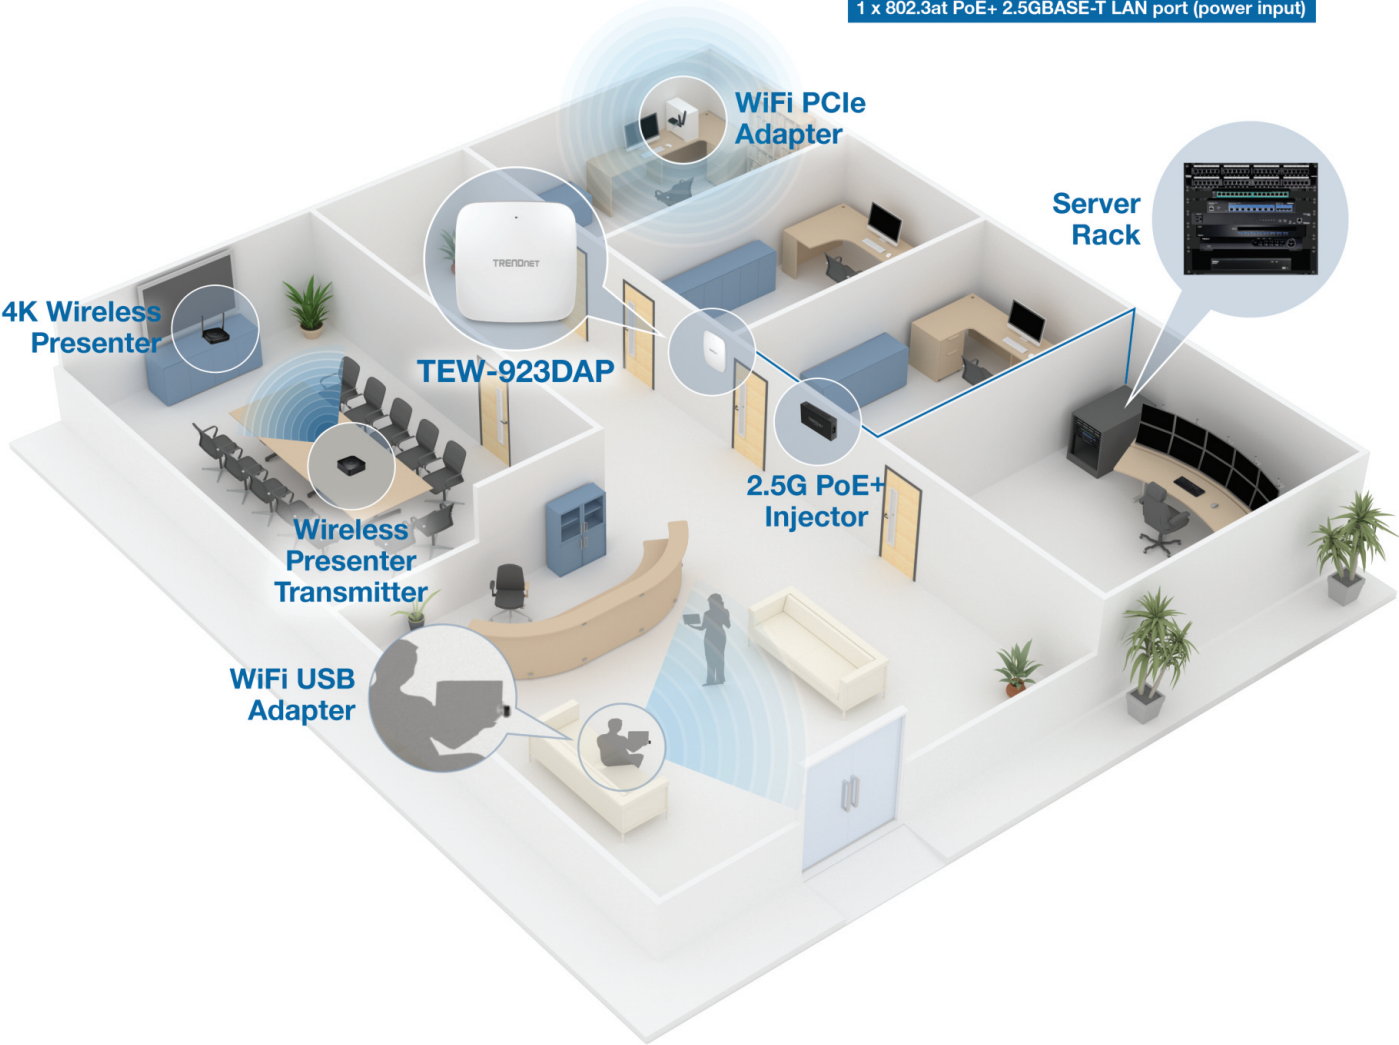 1 x 802.3at PoE+ 2.5GBASE-T LAN port (power input)
WiFi PCIe
Adapter
Server
Rack
TRENDNET
4K Wireless
Presenter
TEW-923DAP
2.5G PoE+
Injector
Wireless
Presenter
Transmitter
WiFi USB
Adapter